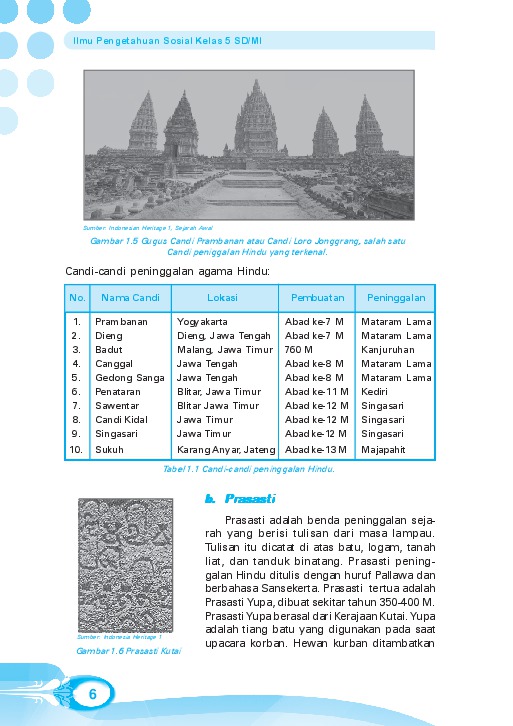 Ilmu Pengetahuan Sosial Kelas 5 SD/MI
Sumber: Indonesian Heritage 1, Sejarah Awal
Gambar 1.5 Gugus Candi Prambanan atau Candi Loro Jonggrang, salah satu
Candi peniggalan Hindu yang terkenal.
Candi-candi peninggalan agama Hindu:
No. Nama Candi Lokasi Pembuatan Peninggalan
1. Prambanan Yogyakarta Abad ke-7 M Mataram Lama
2. Dieng Dieng, Jawa Tengah Abad ke-7 M Mataram Lama
3. Badut Malang, Jawa Timur 760 M Kanjuruhan
4. Canggal Jawa Tengah Abad ke-8 M Mataram Lama
5. Gedong Sanga Jawa Tengah Abad ke-8 M Mataram Lama
6. Penataran Blitar, Jawa Timur Abad ke-11 M Kediri
7. Sawentar Blitar Jawa Timur Abad ke-12 M Singasari
8. Candi Kidal Jawa Timur Abad ke-12 M Singasari
9. Singasari Jawa Timur Abad ke-12 M Singasari
10. Sukuh Karang Anyar, Jateng Abad ke-13 M Majapahit
Tabel 1.1 Candi-candi peninggalan Hindu.
b. Prasasti
Prasasti adalah benda peninggalan seja-
rah yang berisi tulisan dari masa lampau.
Tulisan itu dicatat di atas batu, logam, tanah
liat, dan tanduk binatang. Prasasti pening-
galan Hindu ditulis dengan huruf Pallawa dan
berbahasa Sansekerta. Prasasti tertua adalah
Prasasti Yupa, dibuat sekitar tahun 350-400 M.
Prasasti Yupa berasal dari Kerajaan Kutai. Yupa
adalah tiang batu yang digunakan pada saat
upacara korban. Hewan kurban ditambatkan
Sumber: Indonesia Heritage 1
Gambar 1.6 Prasasti Kutai
6